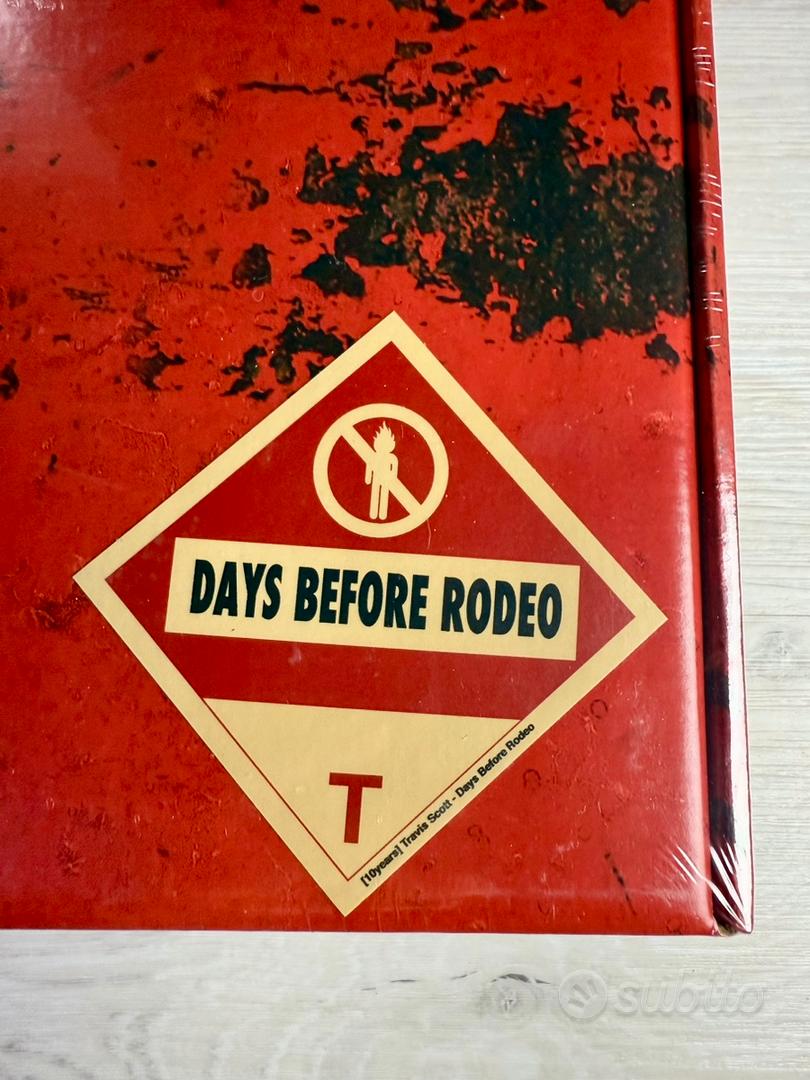 DAYS BEFORE RODEO
T
[10years] Travis Scott - Days Before Rodeo
subito